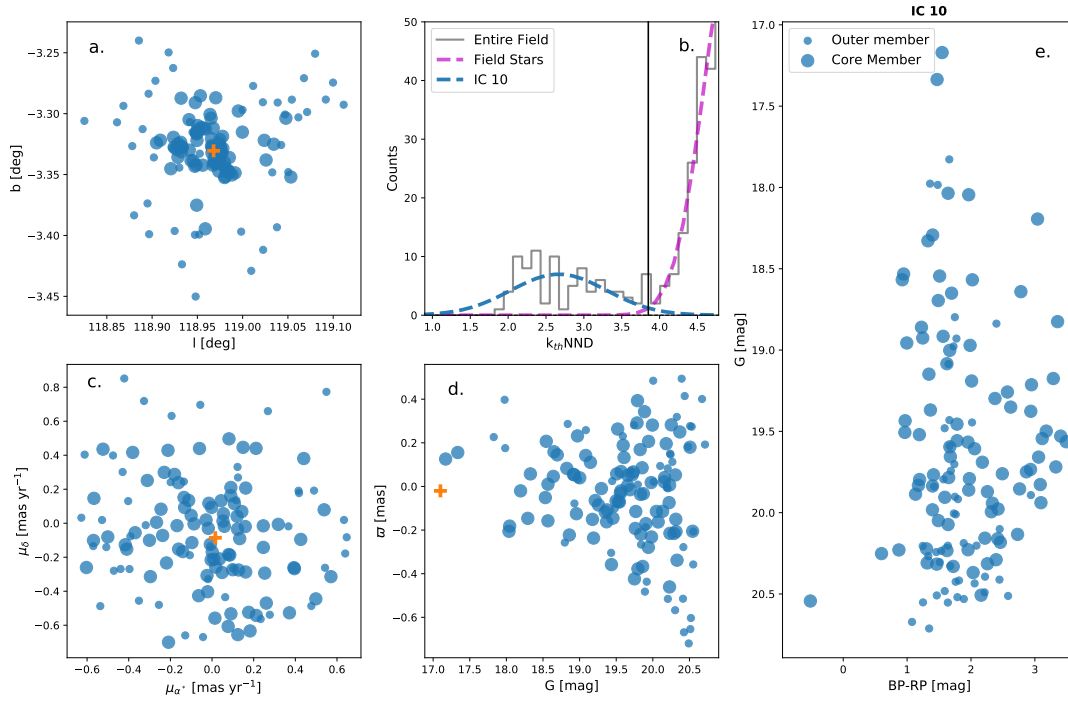 IC 10
a.
−3.25
−3.30
−3.35
−3.40
−3.45
b [deg]
118.85 118.90 118.95 119.00 119.05 119.10
l [deg]
b.
Entire Field
Field Stars
IC 10
50
40
30
20
10
0
Counts
1.0 1.5 2.0 2.5 3.0 3.5 4.0 4.5
k_{th}NND
e.
Outer member
Core Member
17.0
17.5
18.0
18.5
19.0
19.5
20.0
20.5
G [mag]
0 1 2 3
BP-RP [mag]
c.
0.8
0.6
0.4
0.2
0.0
−0.2
−0.4
−0.6
μ_δ [mas yr⁻¹]
−0.6 −0.4 −0.2 0.0 0.2 0.4 0.6
μ_{α*} [mas yr⁻¹]
d.
0.4
0.2
0.0
−0.2
−0.4
−0.6
ϖ [mas]
17.0 17.5 18.0 18.5 19.0 19.5 20.0 20.5
G [mag]